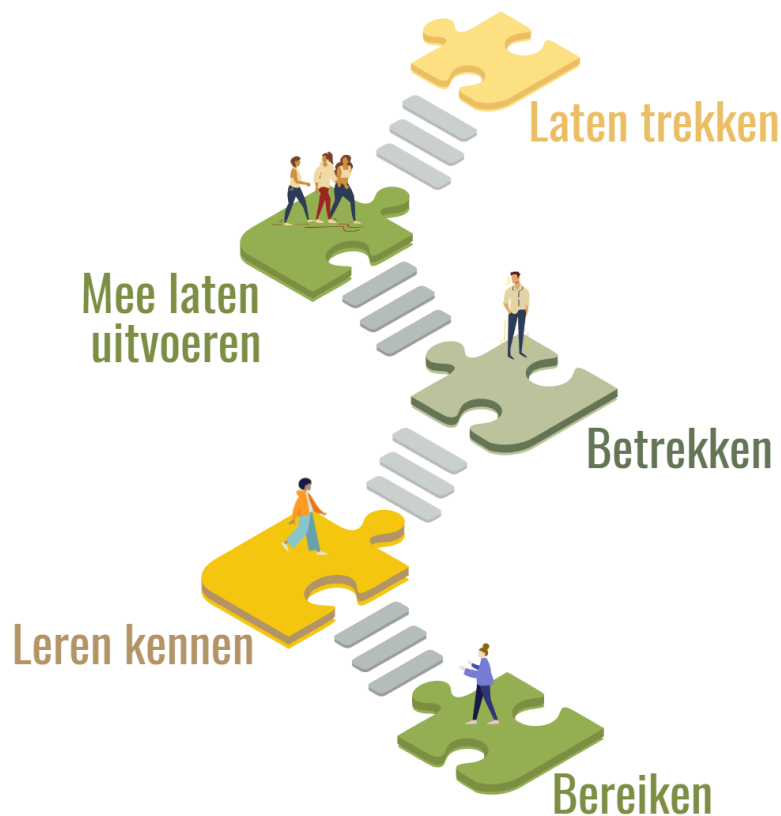 Laten trekken
Mee laten
uitvoeren
Betrekken
Leren kennen
Bereiken